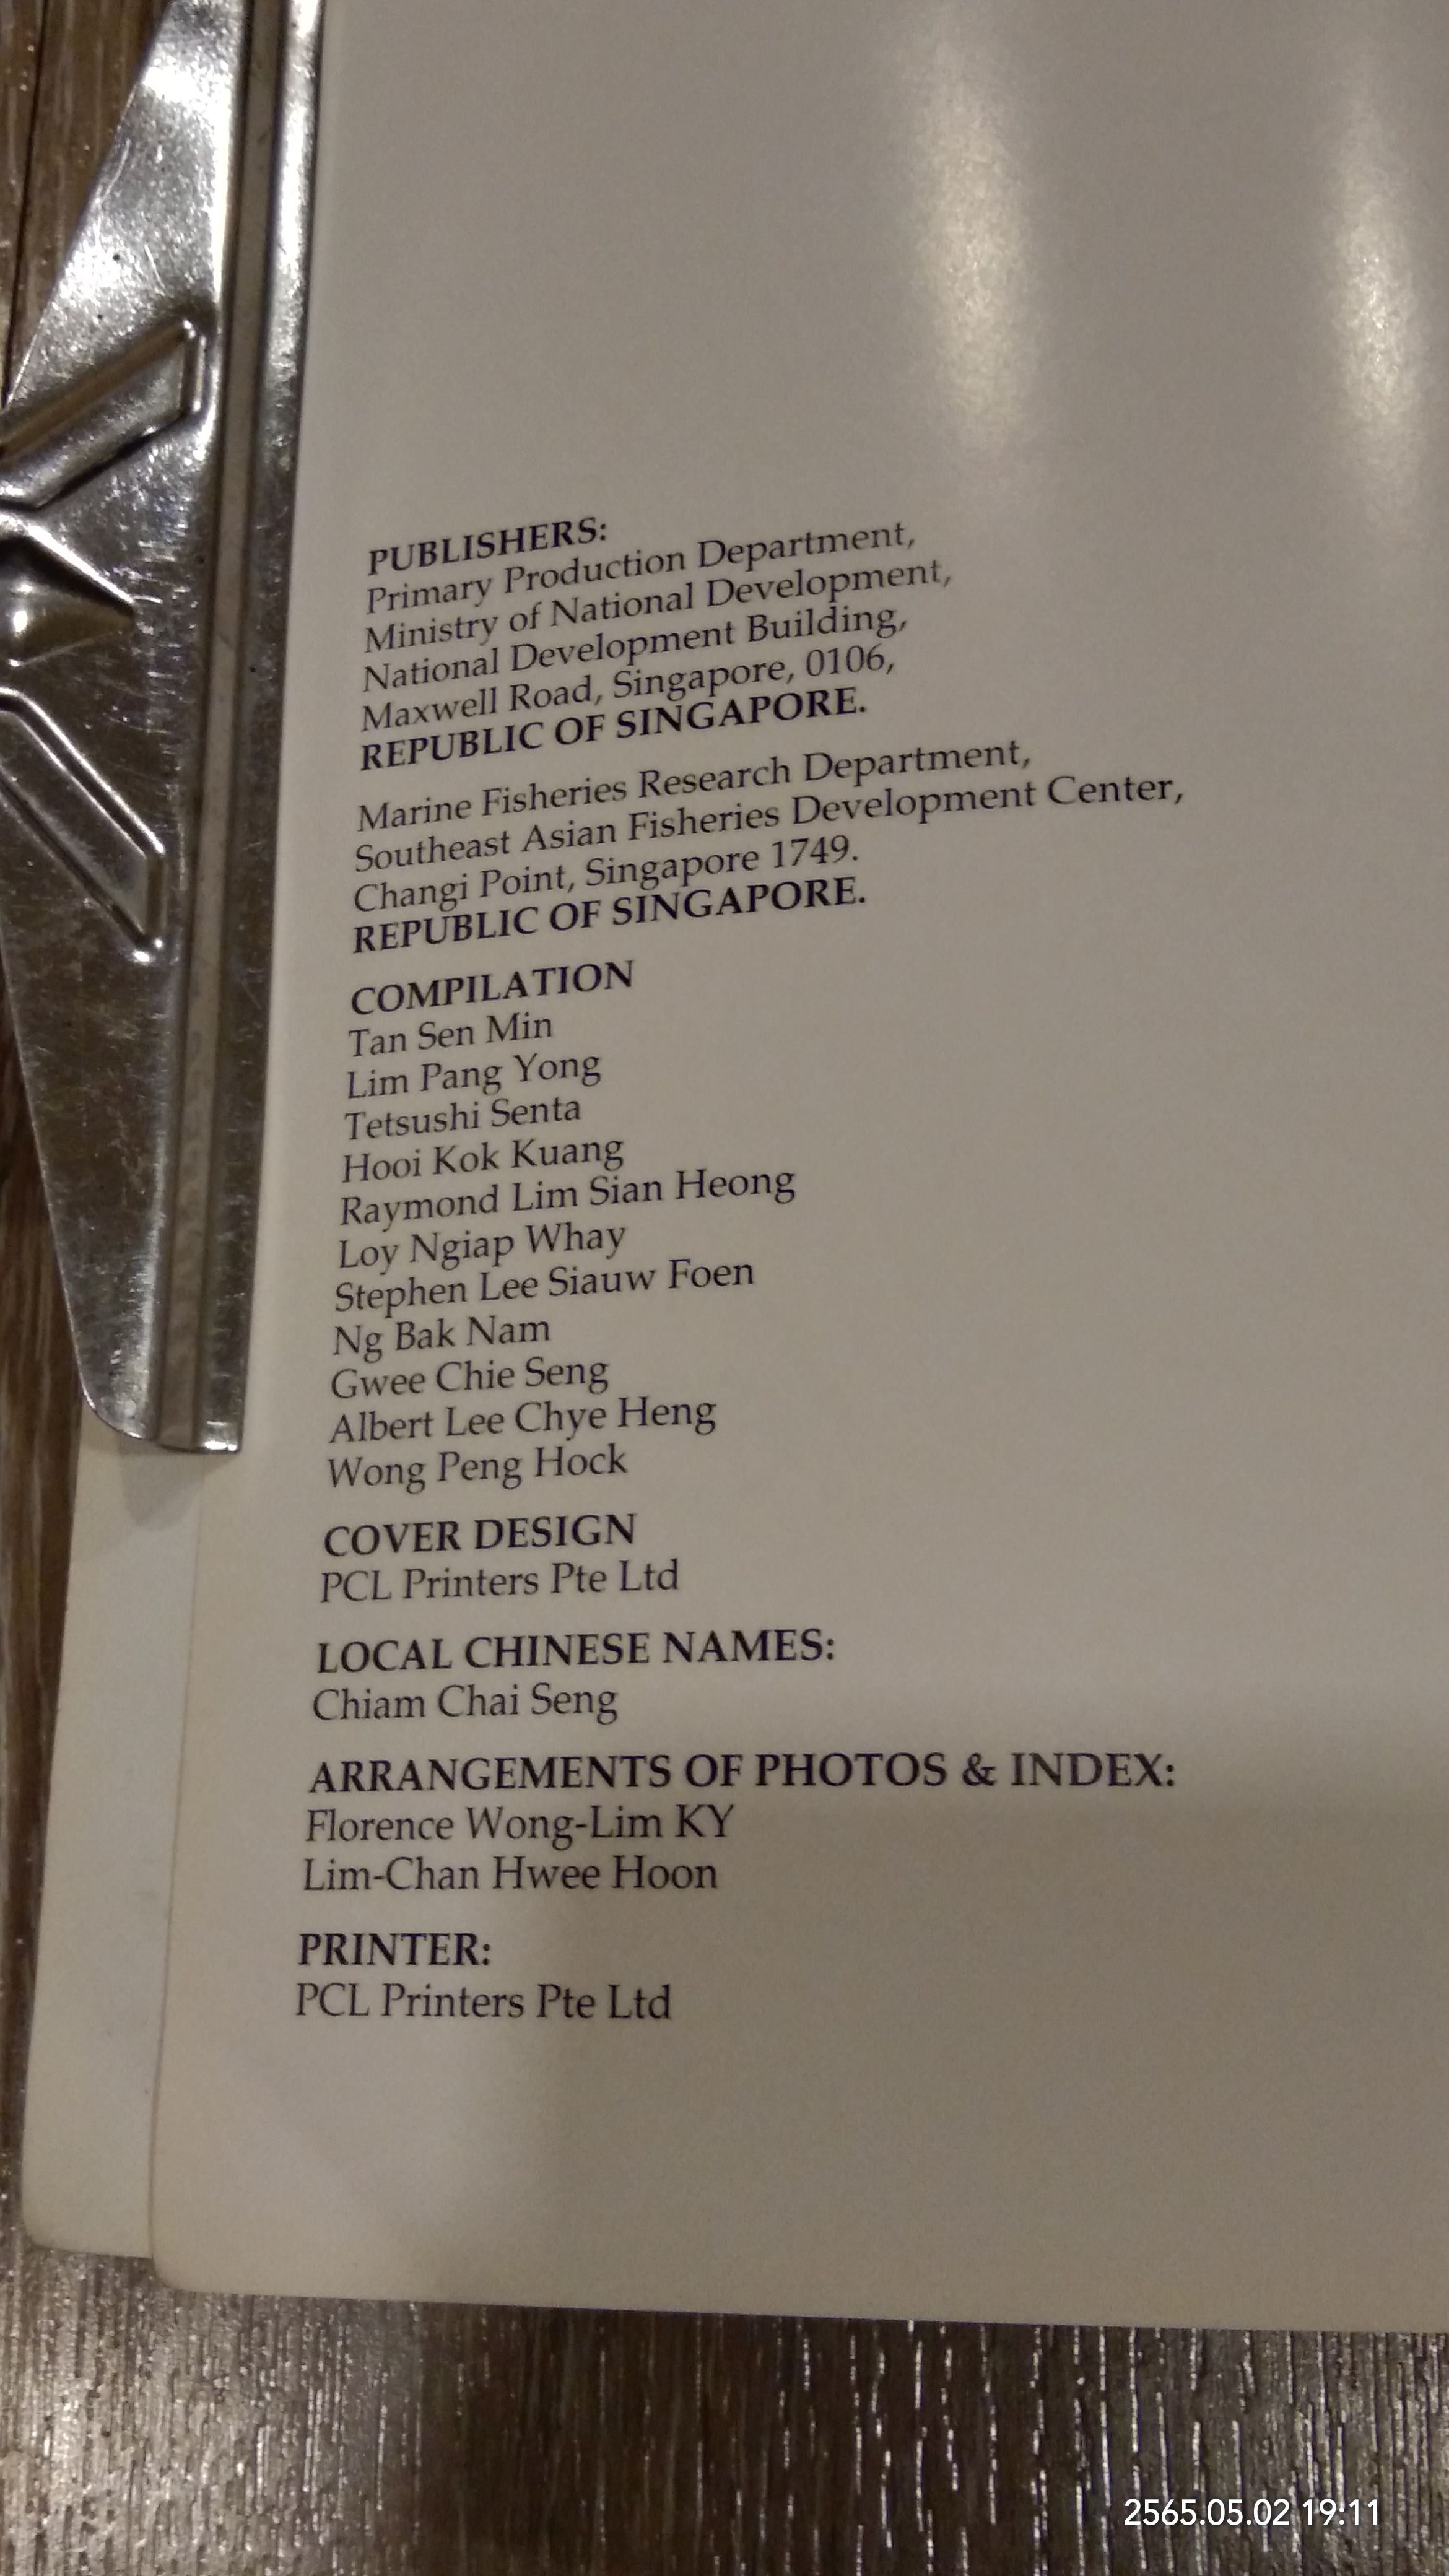 PUBLISHERS:
Primary Production Department,
Ministry of National Development,
National Development Building,
Maxwell Road, Singapore, 0106,
REPUBLIC OF SINGAPORE.
Marine Fisheries Research Department,
Southeast Asian Fisheries Development Center,
Changi Point, Singapore 1749.
REPUBLIC OF SINGAPORE.
COMPILATION
Tan Sen Min
Lim Pang Yong
Tetsushi Senta
Hooi Kok Kuang
Raymond Lim Sian Heong
Loy Ngiap Whay
Stephen Lee Siauw Foen
Ng Bak Nam
Gwee Chie Seng
Albert Lee Chye Heng
Wong Peng Hock
COVER DESIGN
PCL Printers Pte Ltd
LOCAL CHINESE NAMES:
Chiam Chai Seng
ARRANGEMENTS OF PHOTOS & INDEX:
Florence Wong-Lim KY
Lim-Chan Hwee Hoon
PRINTER:
PCL Printers Pte Ltd
2565.05.02 19:11